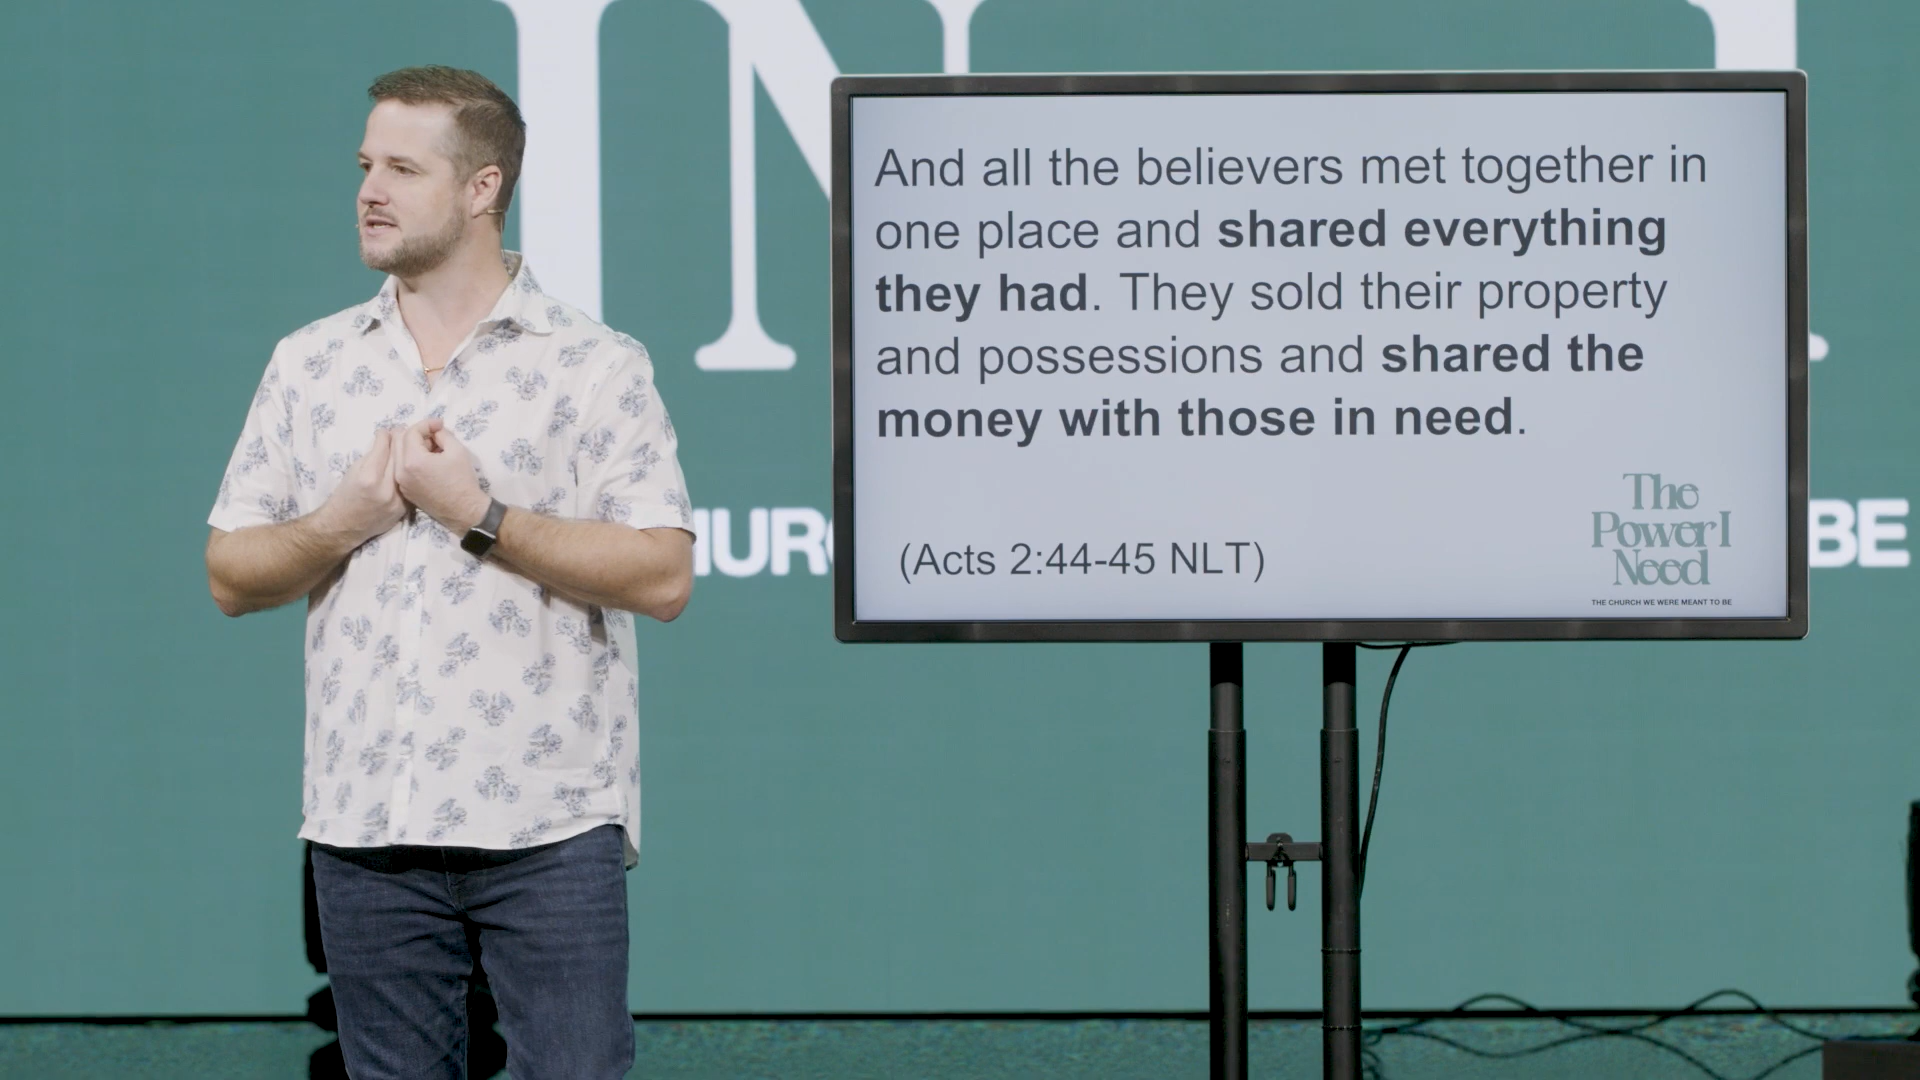 IN
And all the believers met together in
one place and shared everything
they had. They sold their property
and possessions and shared the
money with those in need.
(Acts 2:44-45 NLT)
The
Power I
Need
THE CHURCH WE WERE MEANT TO BE
BE